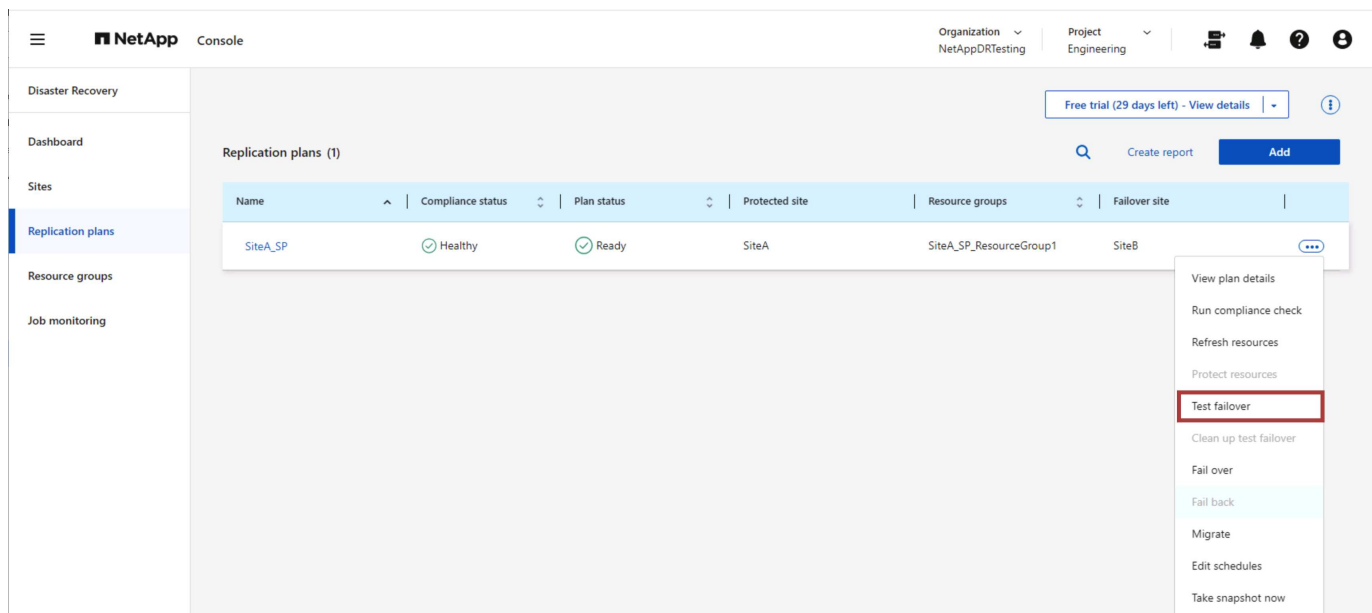 NetApp Console
Organization
NetAppDRTesting
Project
Engineering
Disaster Recovery
Dashboard
Sites
Replication plans
Resource groups
Job monitoring
Free trial (29 days left) - View details
Replication plans (1)
Create report
Add
Name Compliance status Plan status Protected site Resource groups Failover site
SiteA_SP Healthy Ready SiteA SiteA_SP_ResourceGroup1 SiteB
View plan details
Run compliance check
Refresh resources
Protect resources
Test failover
Clean up test failover
Fail over
Fail back
Migrate
Edit schedules
Take snapshot now